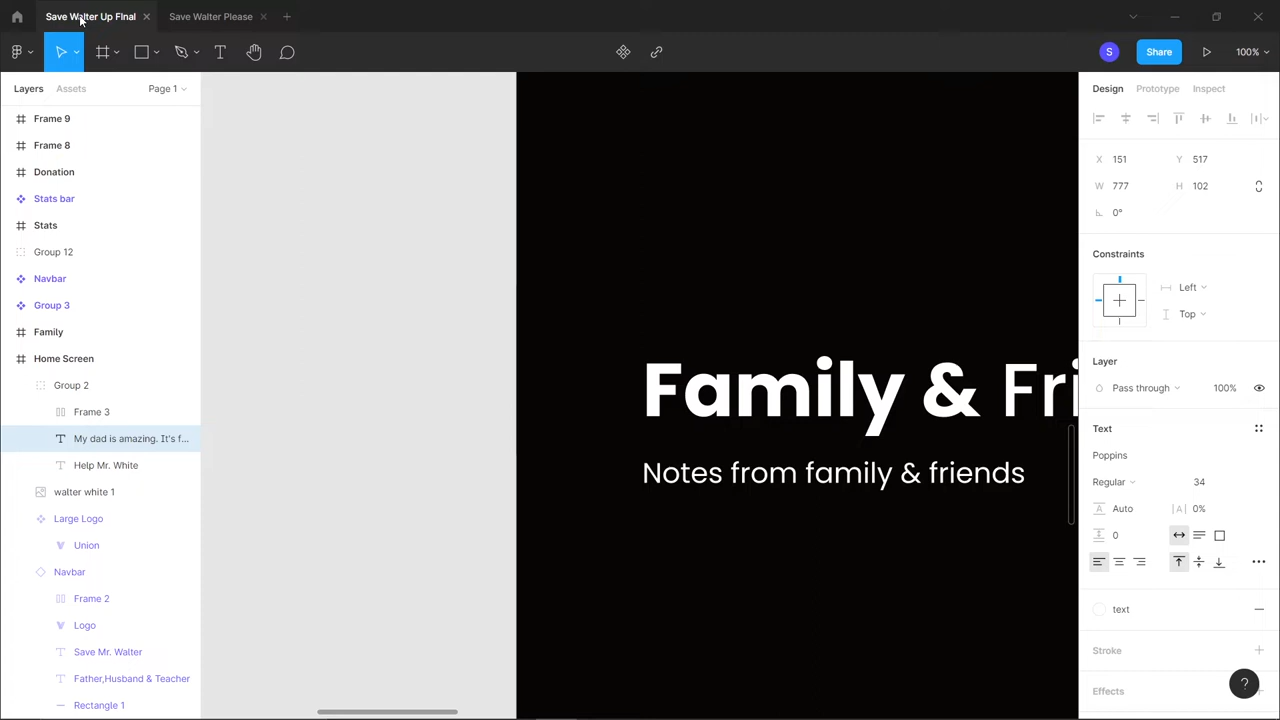 Save Walter Up FInal
Save Walter Please
S
Share
100%
Layers
Assets
Page 1
Design
Prototype
Inspect
Frame 9
Frame 8
Donation
Stats bar
Stats
Group 12
Navbar
Group 3
Family
Home Screen
Group 2
Frame 3
My dad is amazing. It's f...
Help Mr. White
walter white 1
Large Logo
Union
Navbar
Frame 2
Logo
Save Mr. Walter
Father,Husband & Teacher
Rectangle 1
Family & Fri
Notes from family & friends
X 151 Y 517
W 777 H 102
0°
Constraints
Left
Top
Layer
Pass through 100%
Text
Poppins
Regular 34
Auto |A| 0%
0
text
Stroke
Effects
?